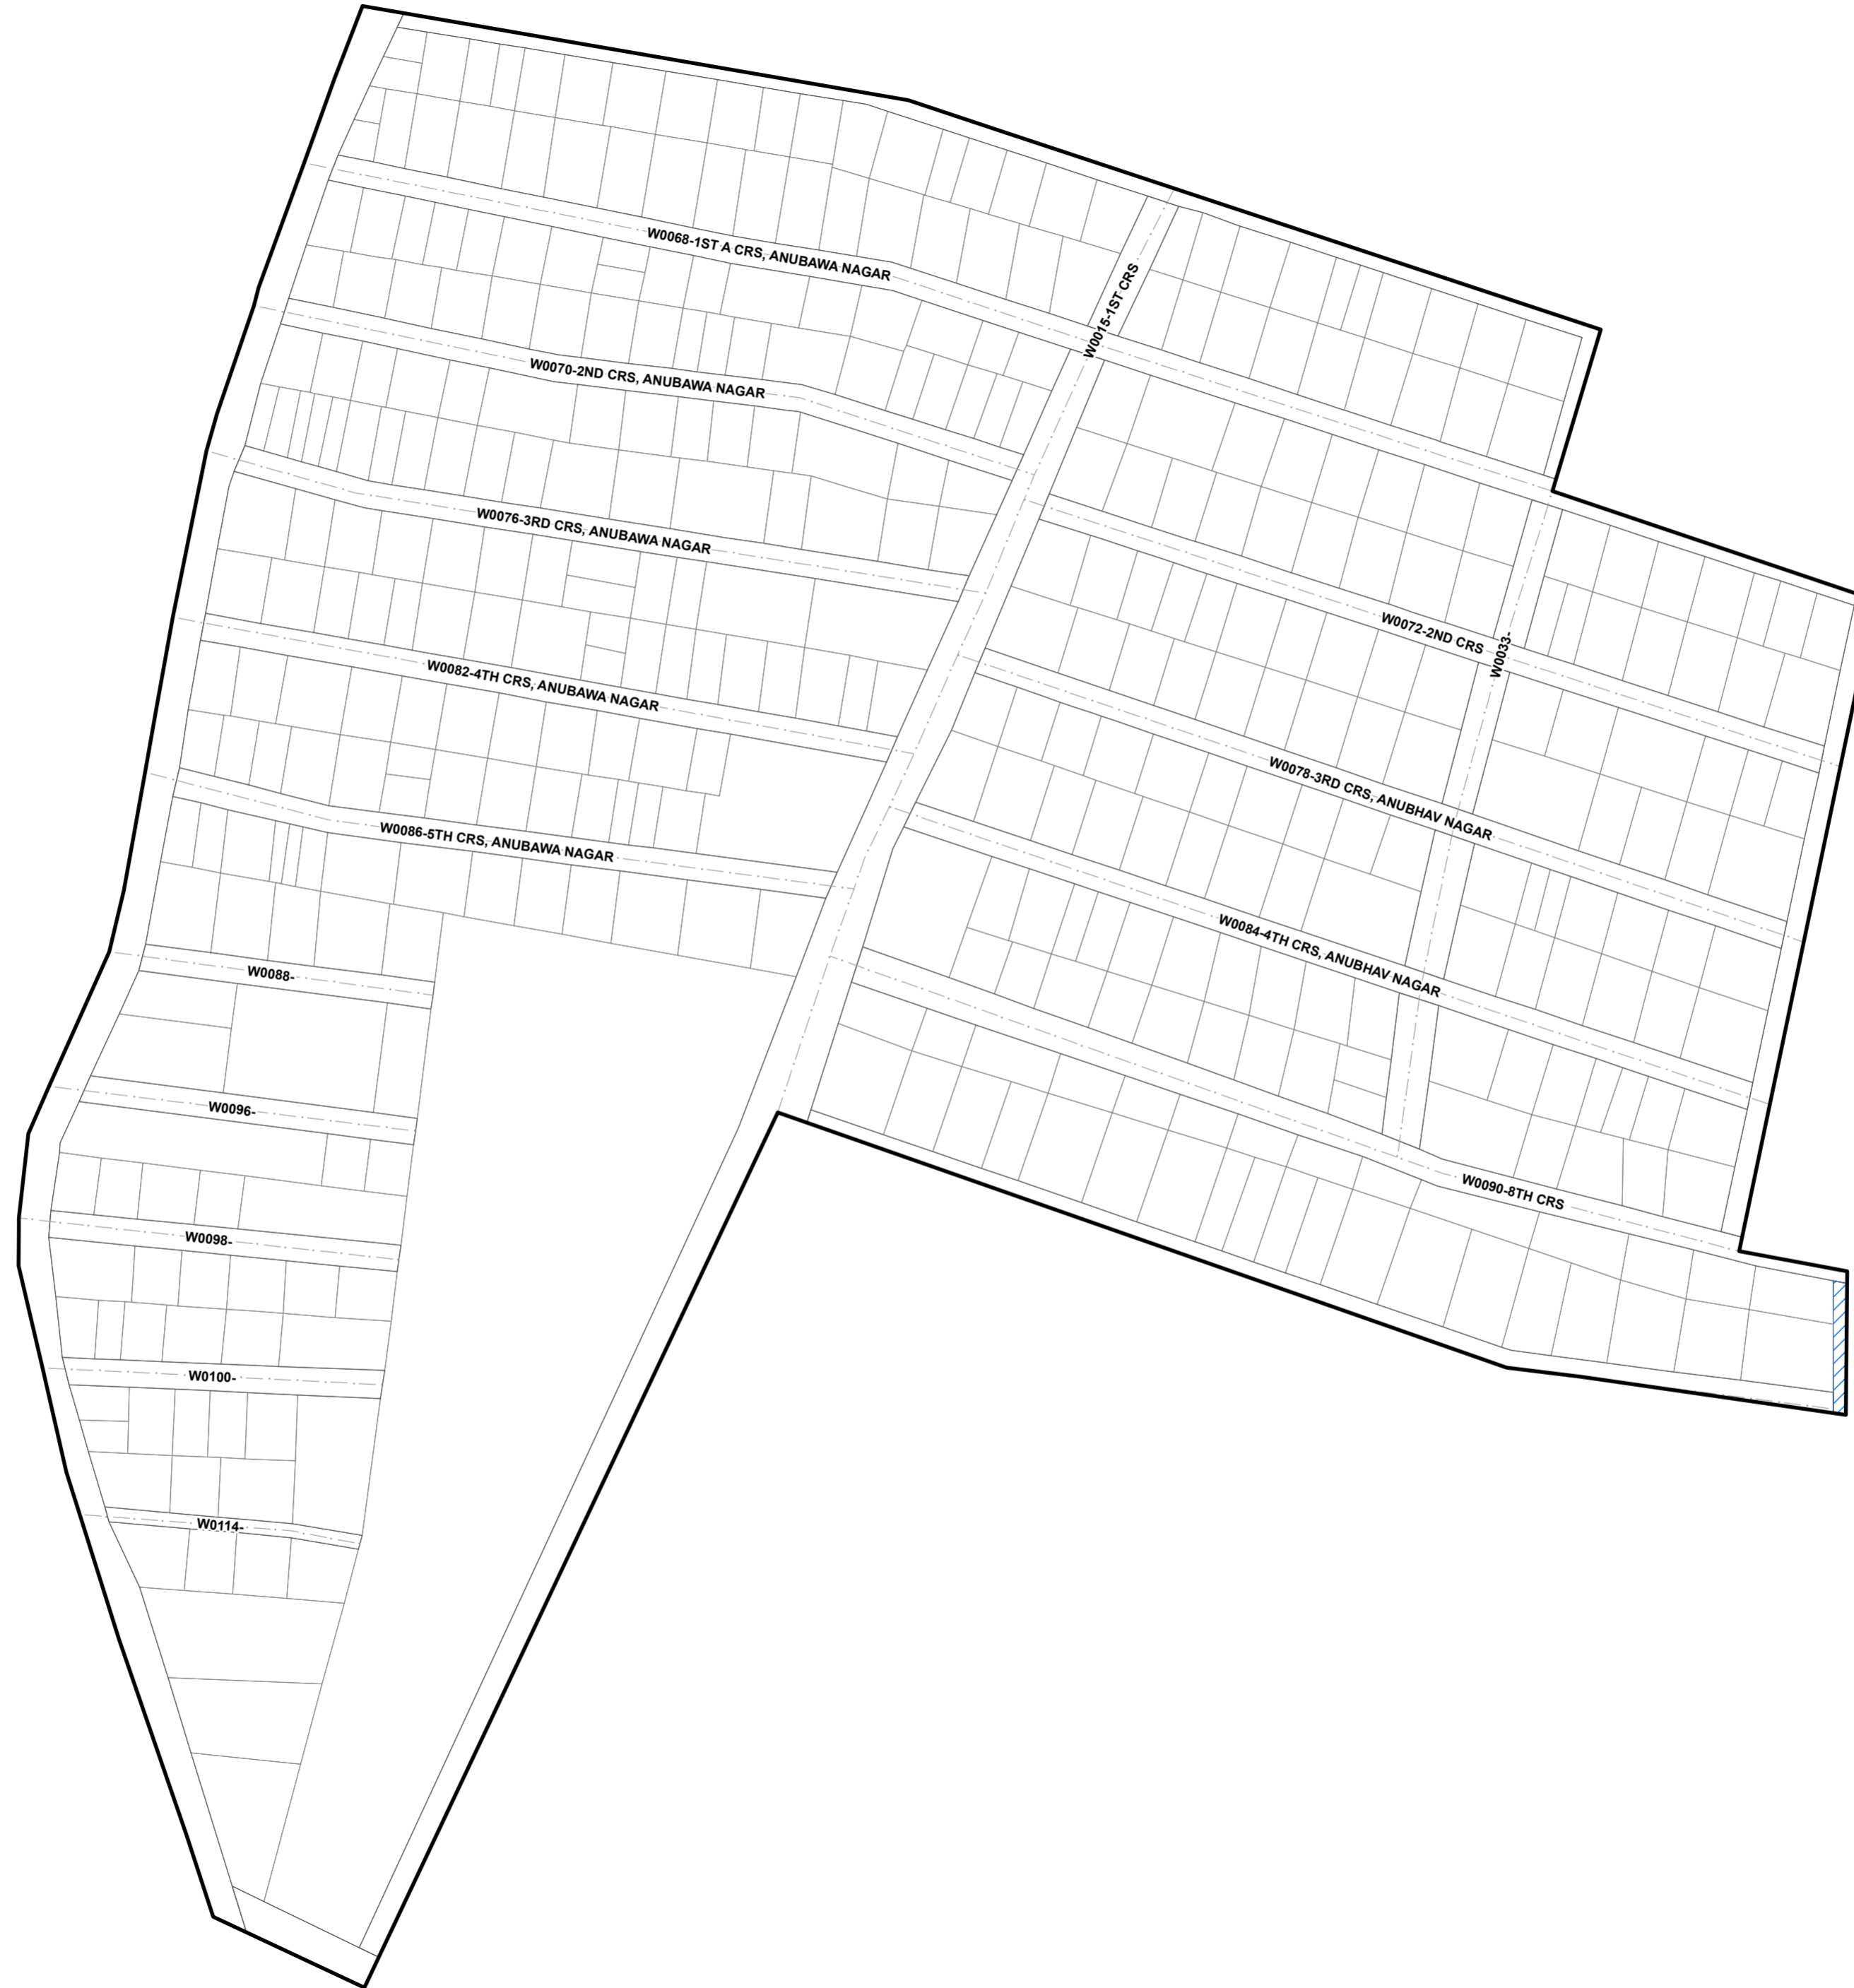 W0068-1ST A CRS, ANUBAWA NAGAR
W0015-1ST CRS
W0070-2ND CRS, ANUBAWA NAGAR
W0076-3RD CRS, ANUBAWA NAGAR
W0072-2ND CRS
W0033-
W0082-4TH CRS, ANUBAWA NAGAR
W0078-3RD CRS, ANUBHAV NAGAR
W0086-5TH CRS, ANUBAWA NAGAR
W0084-4TH CRS, ANUBHAV NAGAR
W0088-
W0096-
W0090-8TH CRS
W0098-
W0100-
W0114-